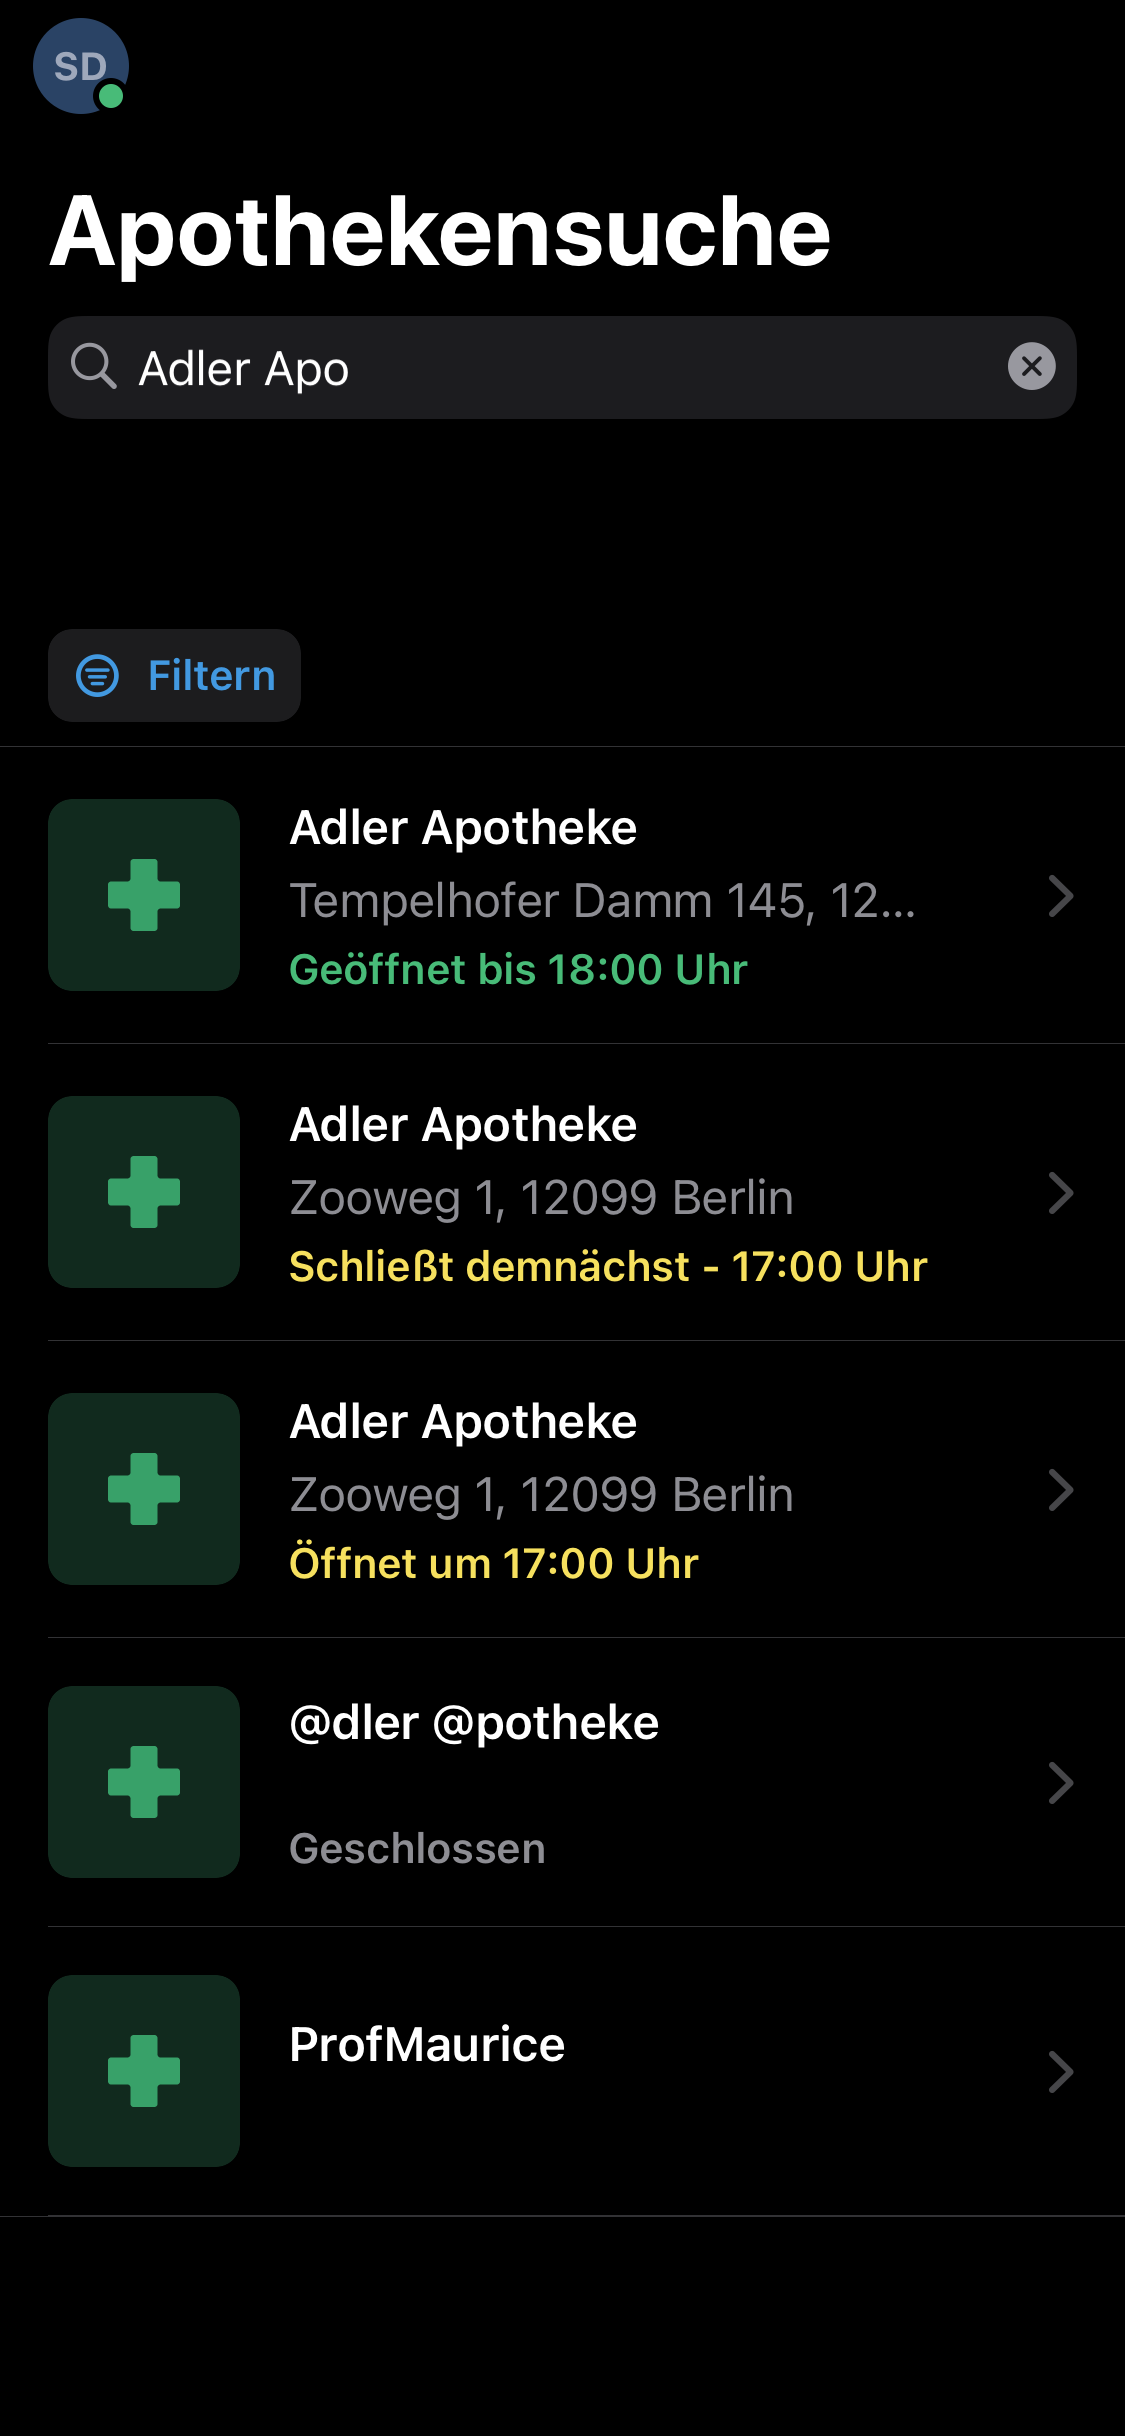 SD
Apothekensuche
Adler Apo
Filtern
Adler Apotheke
Tempelhofer Damm 145, 12...
Geöffnet bis 18:00 Uhr
Adler Apotheke
Zooweg 1, 12099 Berlin
Schließt demnächst - 17:00 Uhr
Adler Apotheke
Zooweg 1, 12099 Berlin
Öffnet um 17:00 Uhr
@dler @potheke
Geschlossen
ProfMaurice